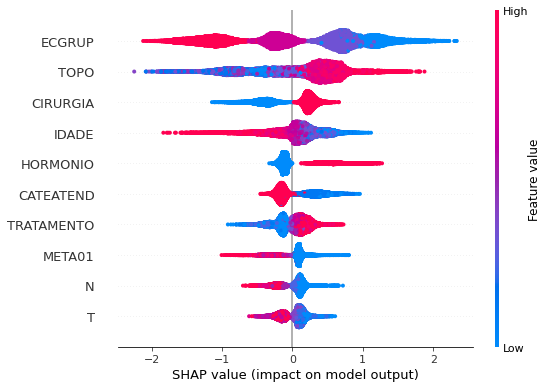 High
ECGRUP
TOPO
CIRURGIA
IDADE
HORMONIO
CATEATEND
TRATAMENTO
META01
N
T
Feature value
Low
−2 −1 0 1 2
SHAP value (impact on model output)